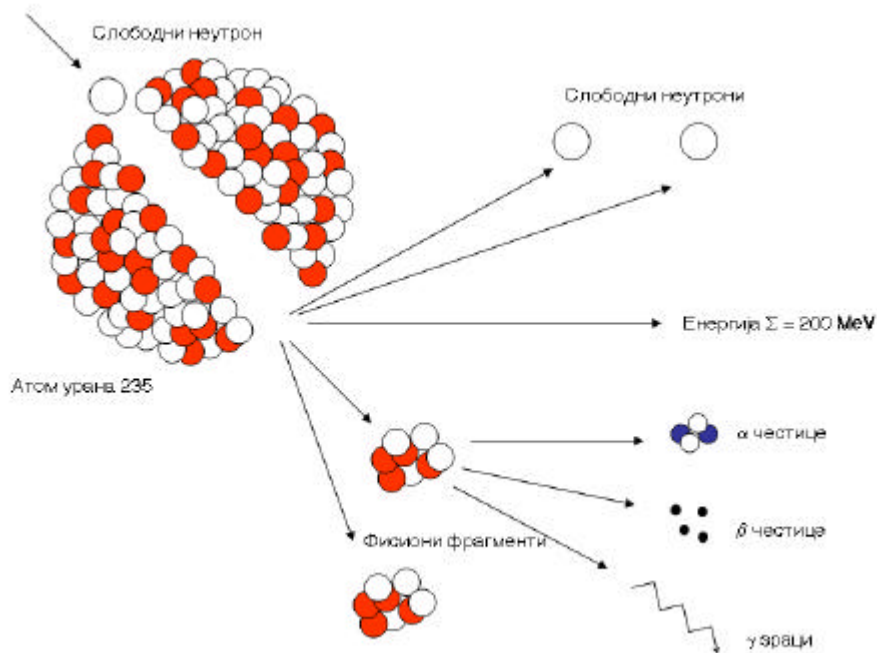 Слободни неутрон
Слободни неутрони
Енергија Σ = 200 MeV
Атом урана 235
α честице
β честице
Фисиони фрагменти
γ зраци